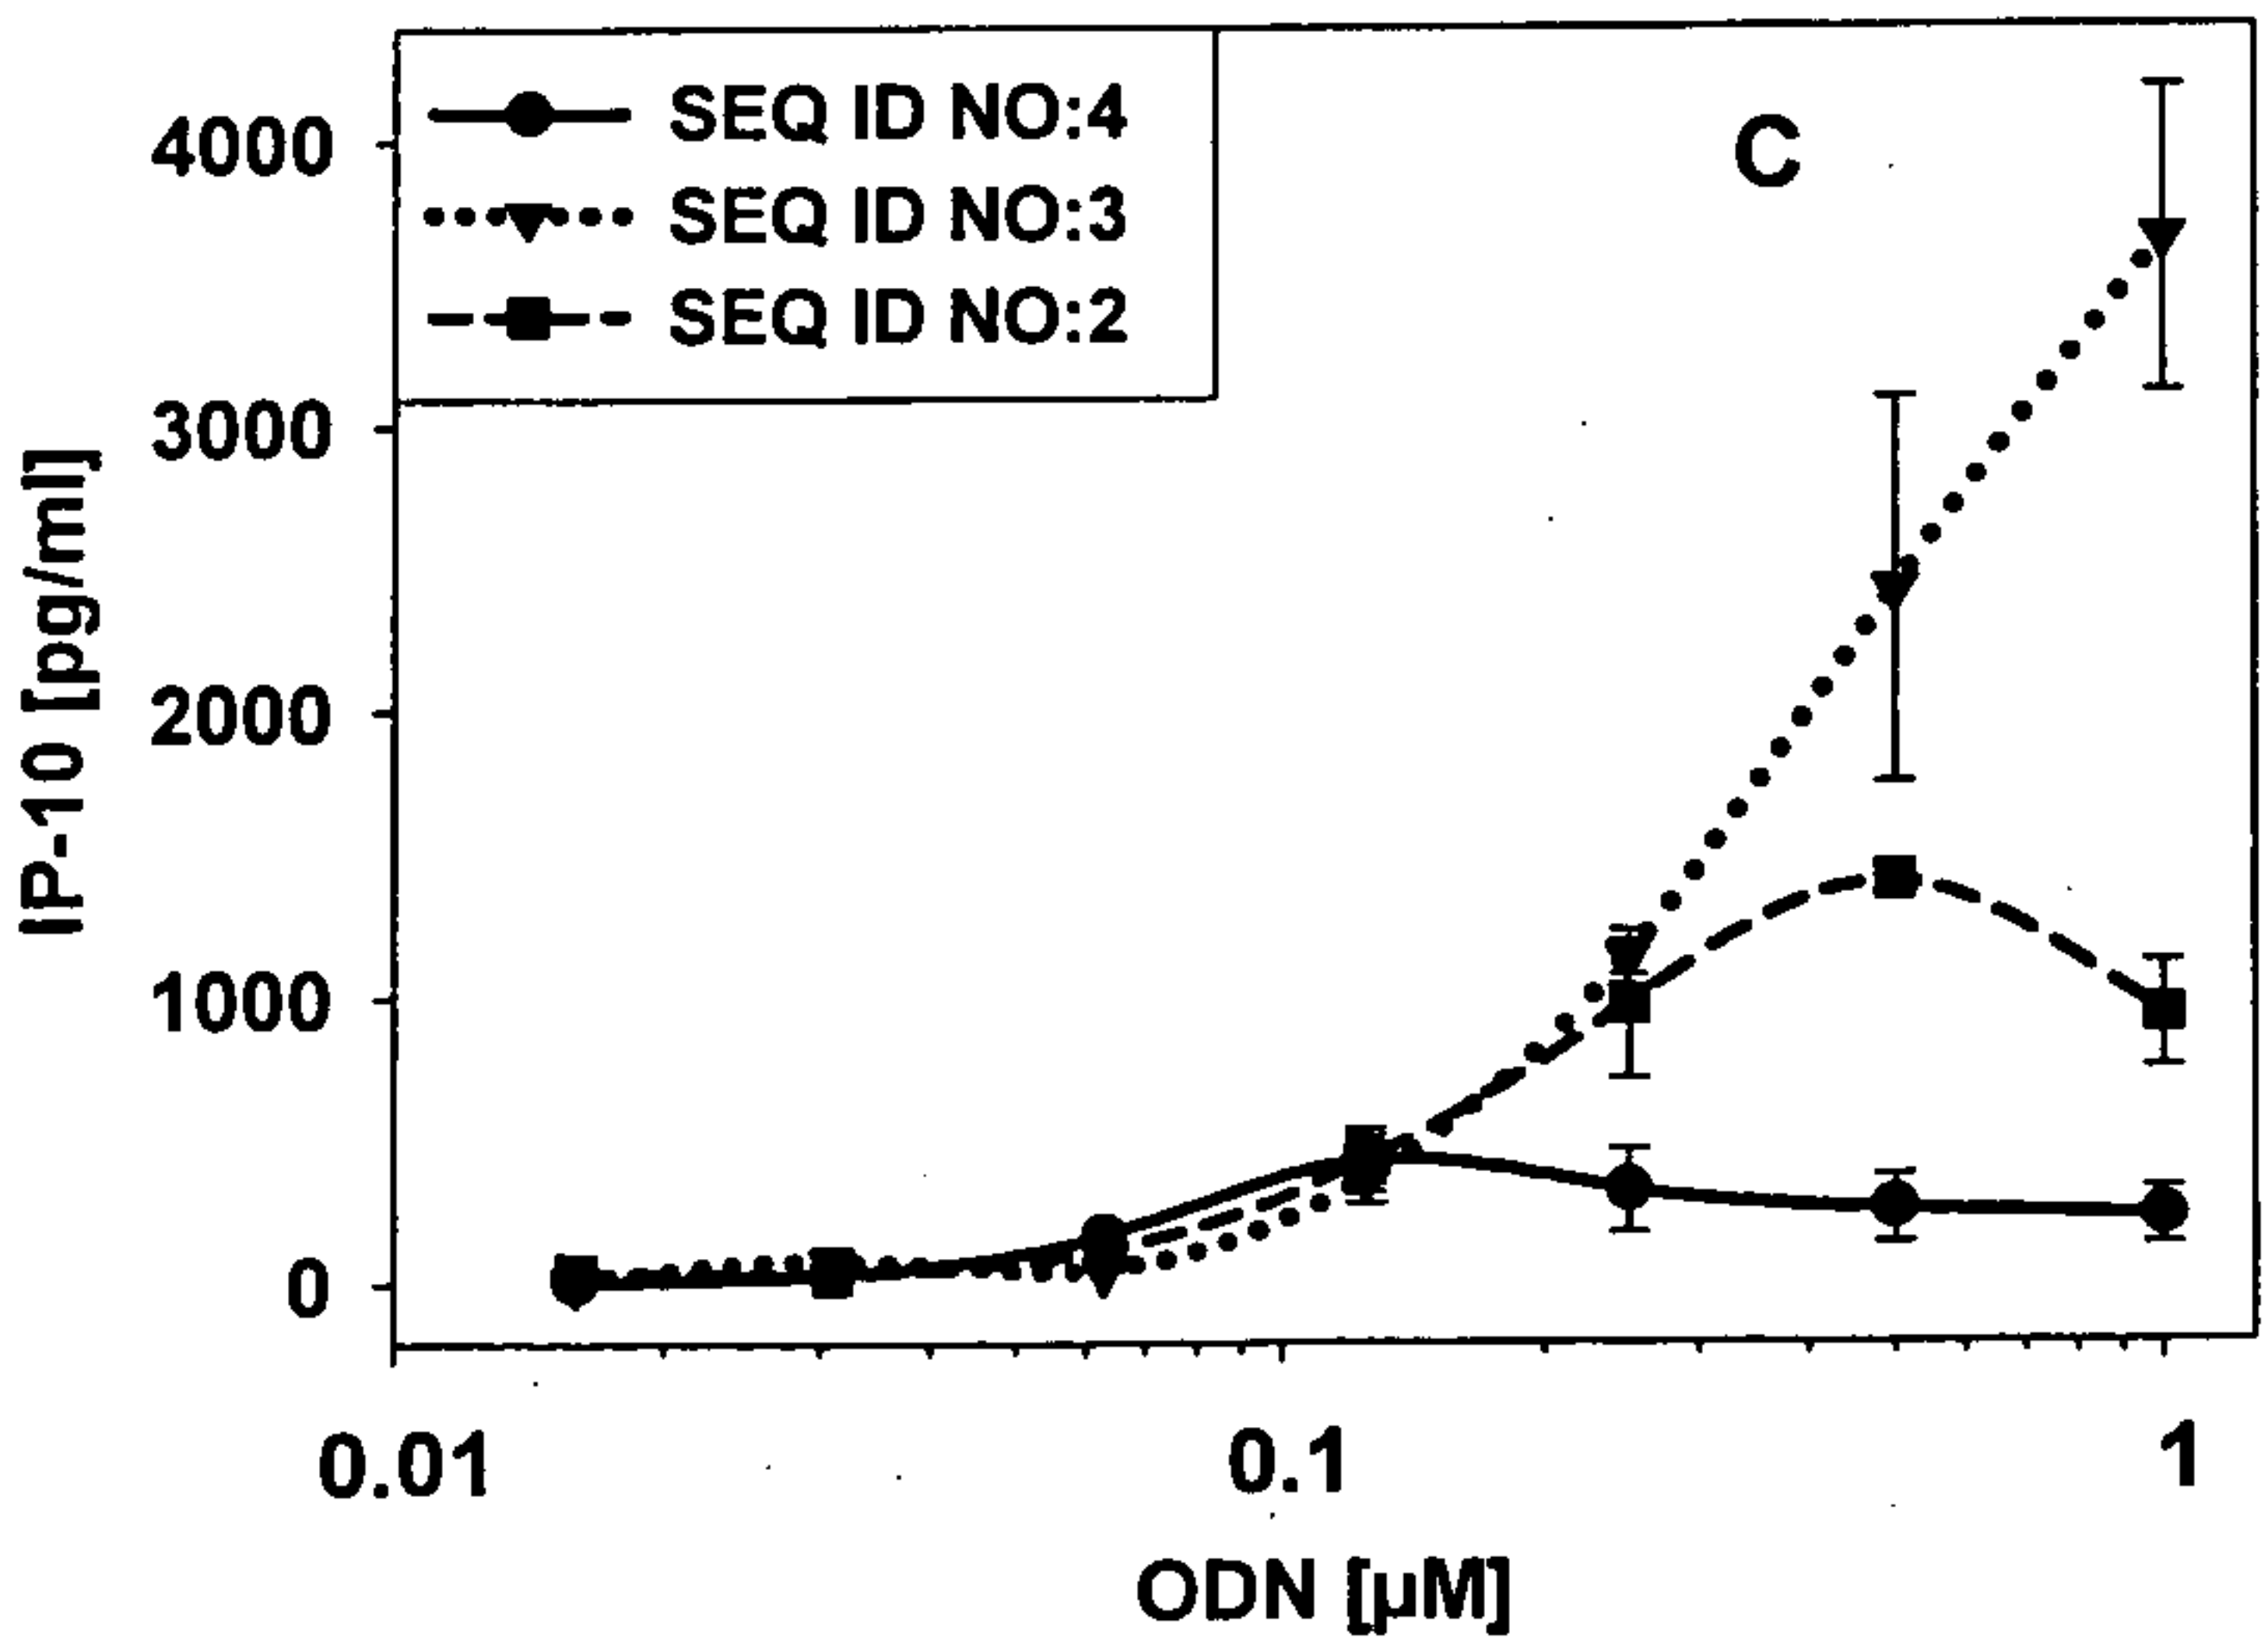 SEQ ID NO:4
SEQ ID NO:3
SEQ ID NO:2
C
4000
3000
2000
1000
0
IP-10 [pg/ml]
0.01 0.1 1
ODN [µM]